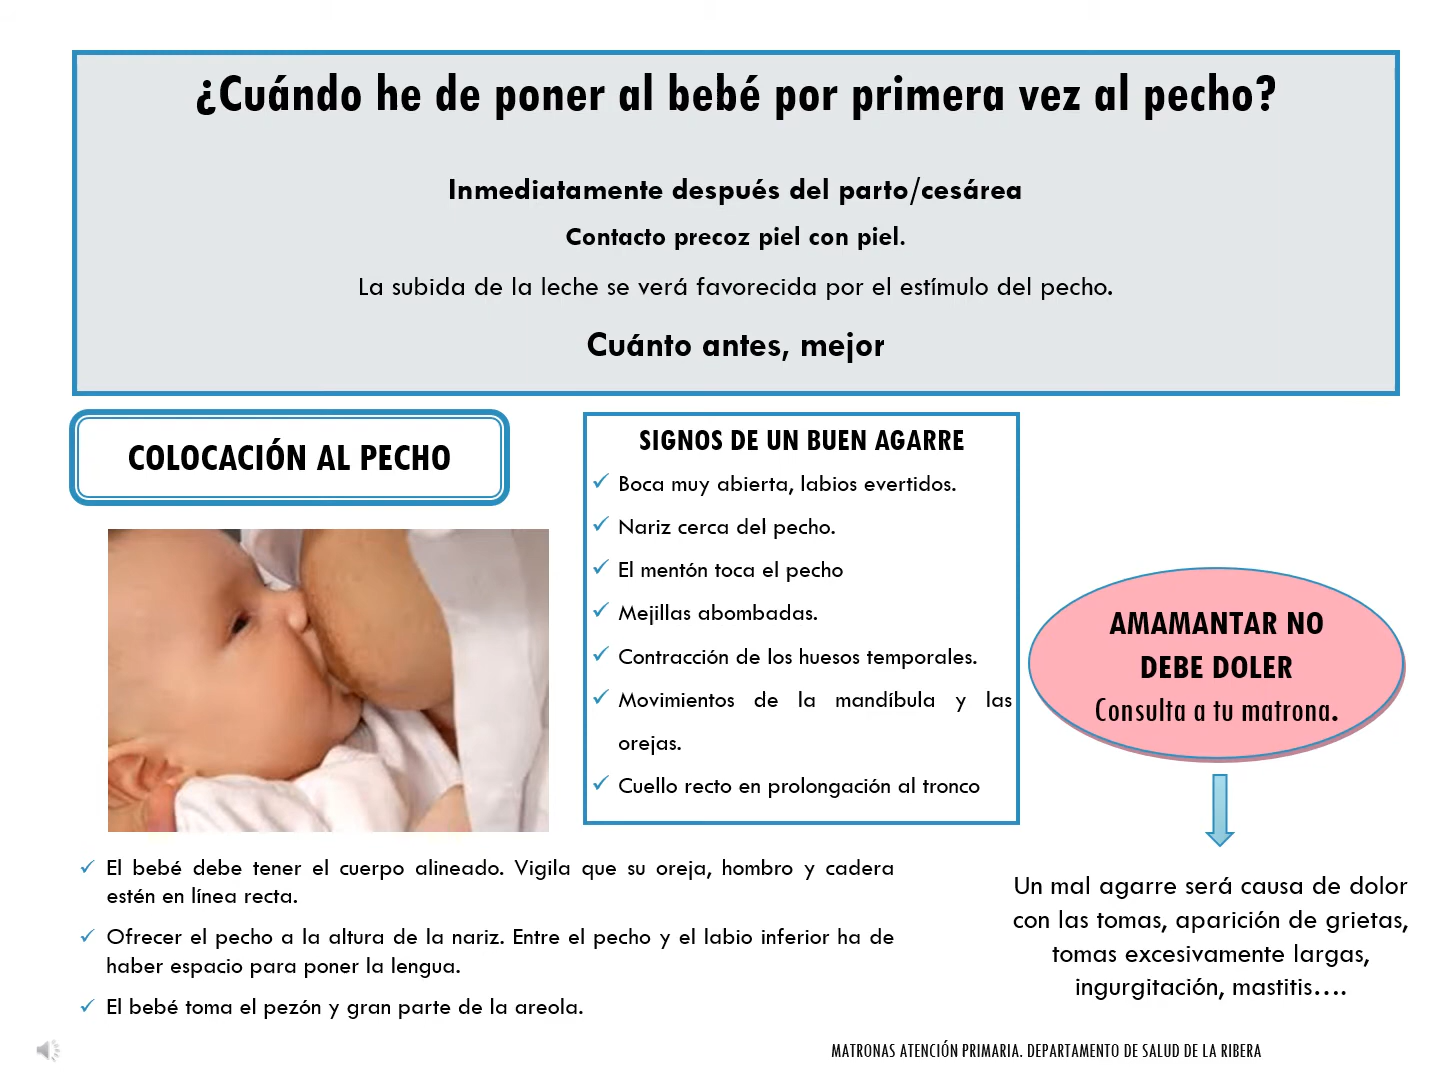 ¿Cuándo he de poner al bebé por primera vez al pecho?
Inmediatamente después del parto/cesárea
Contacto precoz piel con piel.
La subida de la leche se verá favorecida por el estímulo del pecho.
Cuánto antes, mejor
COLOCACIÓN AL PECHO
SIGNOS DE UN BUEN AGARRE
✓ Boca muy abierta, labios evertidos.
✓ Nariz cerca del pecho.
✓ El mentón toca el pecho
✓ Mejillas abombadas.
✓ Contracción de los huesos temporales.
✓ Movimientos de la mandíbula y las
orejas.
✓ Cuello recto en prolongación al tronco
AMAMANTAR NO
DEBE DOLER
Consulta a tu matrona.
✓ El bebé debe tener el cuerpo alineado. Vigila que su oreja, hombro y cadera
estén en línea recta.
✓ Ofrecer el pecho a la altura de la nariz. Entre el pecho y el labio inferior ha de
haber espacio para poner la lengua.
✓ El bebé toma el pezón y gran parte de la areola.
Un mal agarre será causa de dolor
con las tomas, aparición de grietas,
tomas excesivamente largas,
ingurgitación, mastitis….
MATRONAS ATENCIÓN PRIMARIA. DEPARTAMENTO DE SALUD DE LA RIBERA